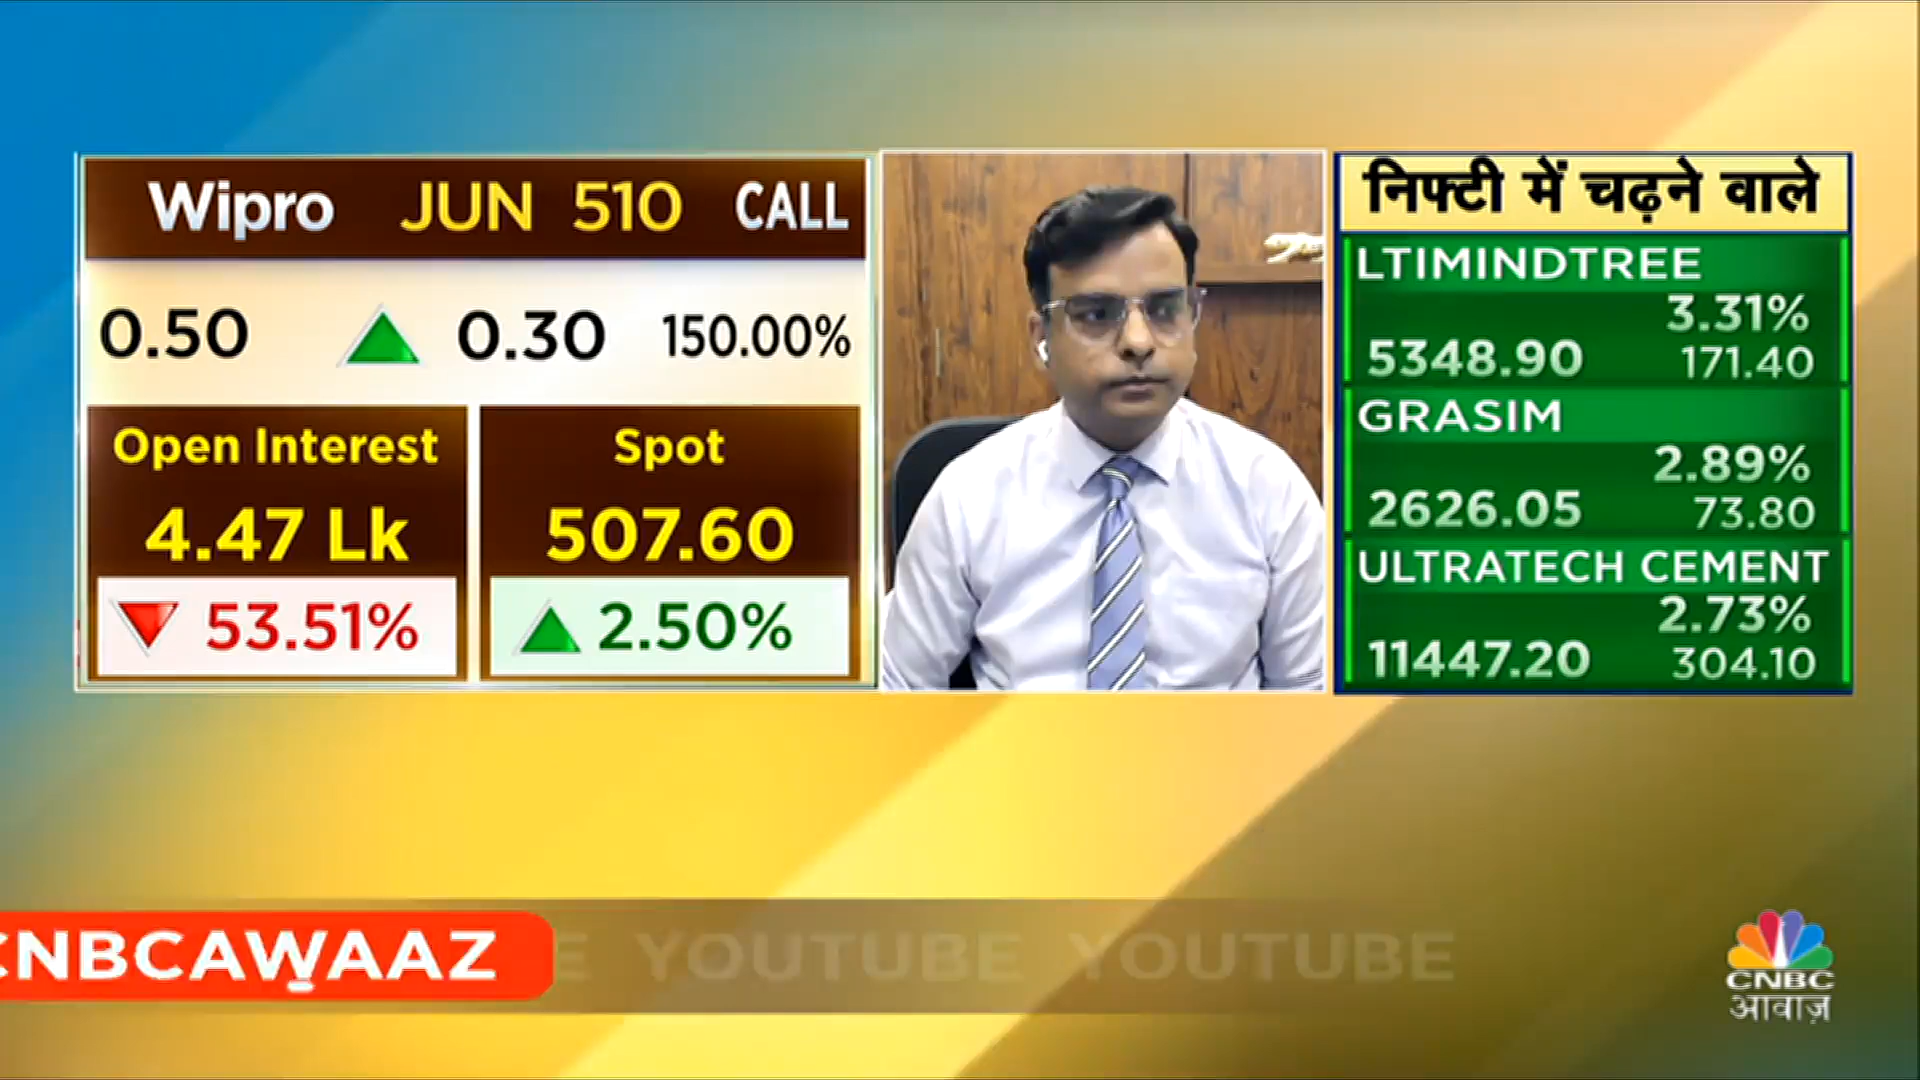 Wipro JUN 510 CALL
0.50 0.30 150.00%
Open Interest
4.47 Lk
53.51%
Spot
507.60
2.50%
निफ्टी में चढ़ने वाले
LTIMINDTREE
3.31%
5348.90 171.40
GRASIM
2.89%
2626.05 73.80
ULTRATECH CEMENT
2.73%
11447.20 304.10
CNBCAWAAZ
E YOUTUBE YOUTUBE
CNBC
आवाज़